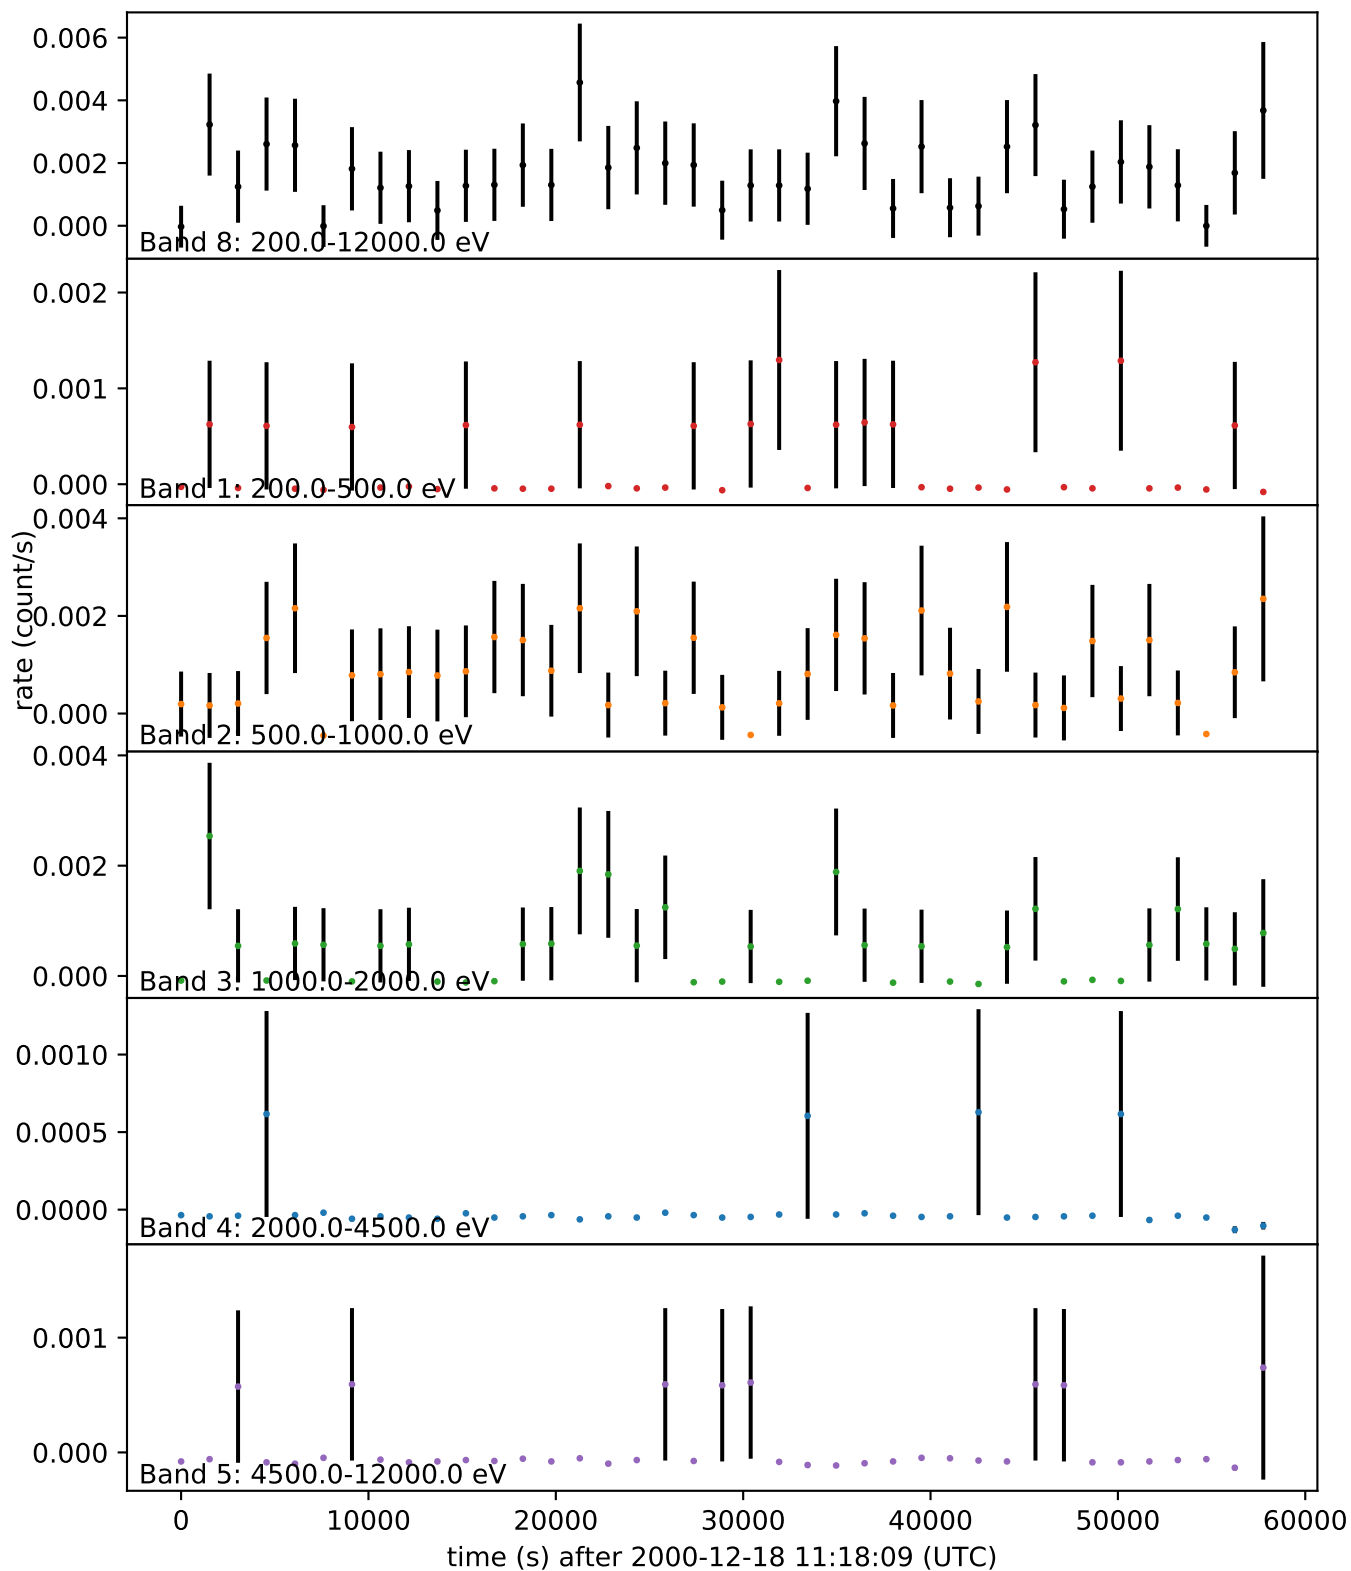 0.006
0.004
0.002
0.000
Band 8: 200.0-12000.0 eV
0.002
0.001
0.000
Band 1: 200.0-500.0 eV
rate (count/s)
0.004
0.002
0.000
Band 2: 500.0-1000.0 eV
0.004
0.002
0.000
Band 3: 1000.0-2000.0 eV
0.0010
0.0005
0.0000
Band 4: 2000.0-4500.0 eV
0.001
0.000
Band 5: 4500.0-12000.0 eV
0 10000 20000 30000 40000 50000 60000
time (s) after 2000-12-18 11:18:09 (UTC)